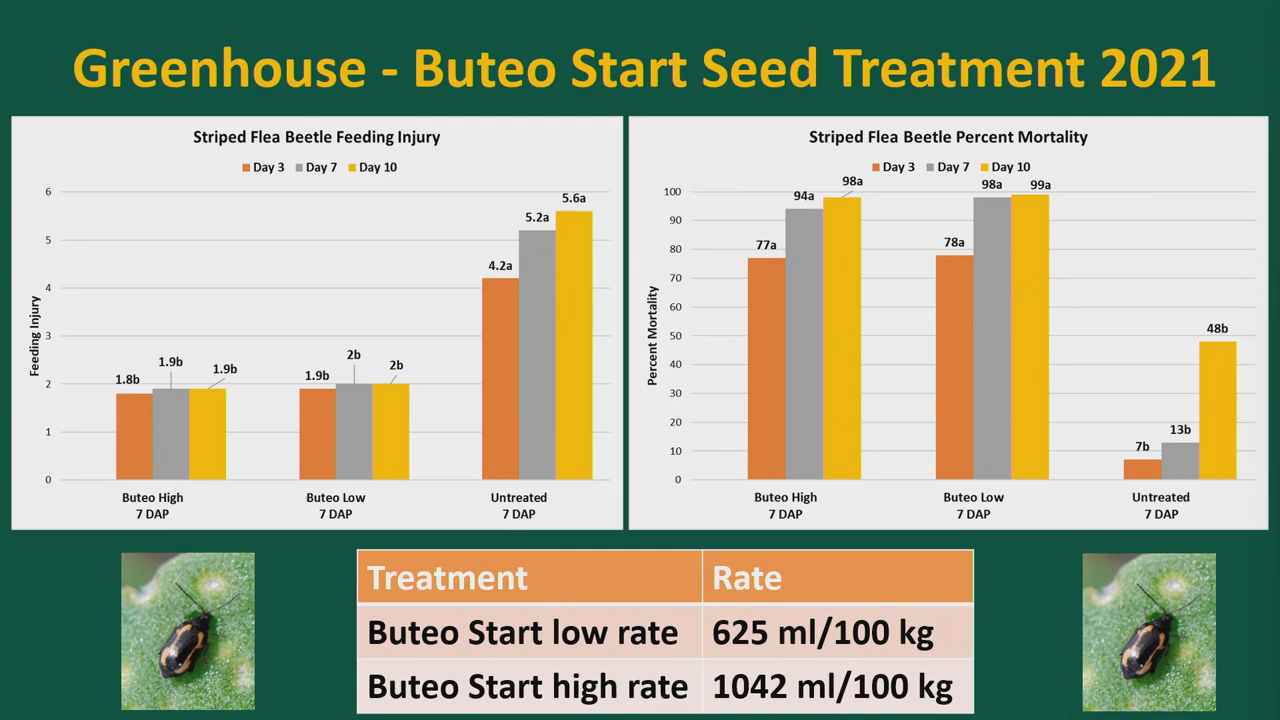 Greenhouse - Buteo Start Seed Treatment 2021
Striped Flea Beetle Feeding Injury
Day 3 Day 7 Day 10
Feeding Injury
6
5
4
3
2
1
0
1.8b 1.9b 1.9b
1.9b 2b 2b
4.2a 5.2a 5.6a
Buteo High Buteo Low Untreated
7 DAP 7 DAP 7 DAP
Striped Flea Beetle Percent Mortality
Day 3 Day 7 Day 10
Percent Mortality
100
90
80
70
60
50
40
30
20
10
0
77a 94a 98a
78a 98a 99a
7b 13b 48b
Buteo High Buteo Low Untreated
7 DAP 7 DAP 7 DAP
Treatment Rate
Buteo Start low rate 625 ml/100 kg
Buteo Start high rate 1042 ml/100 kg